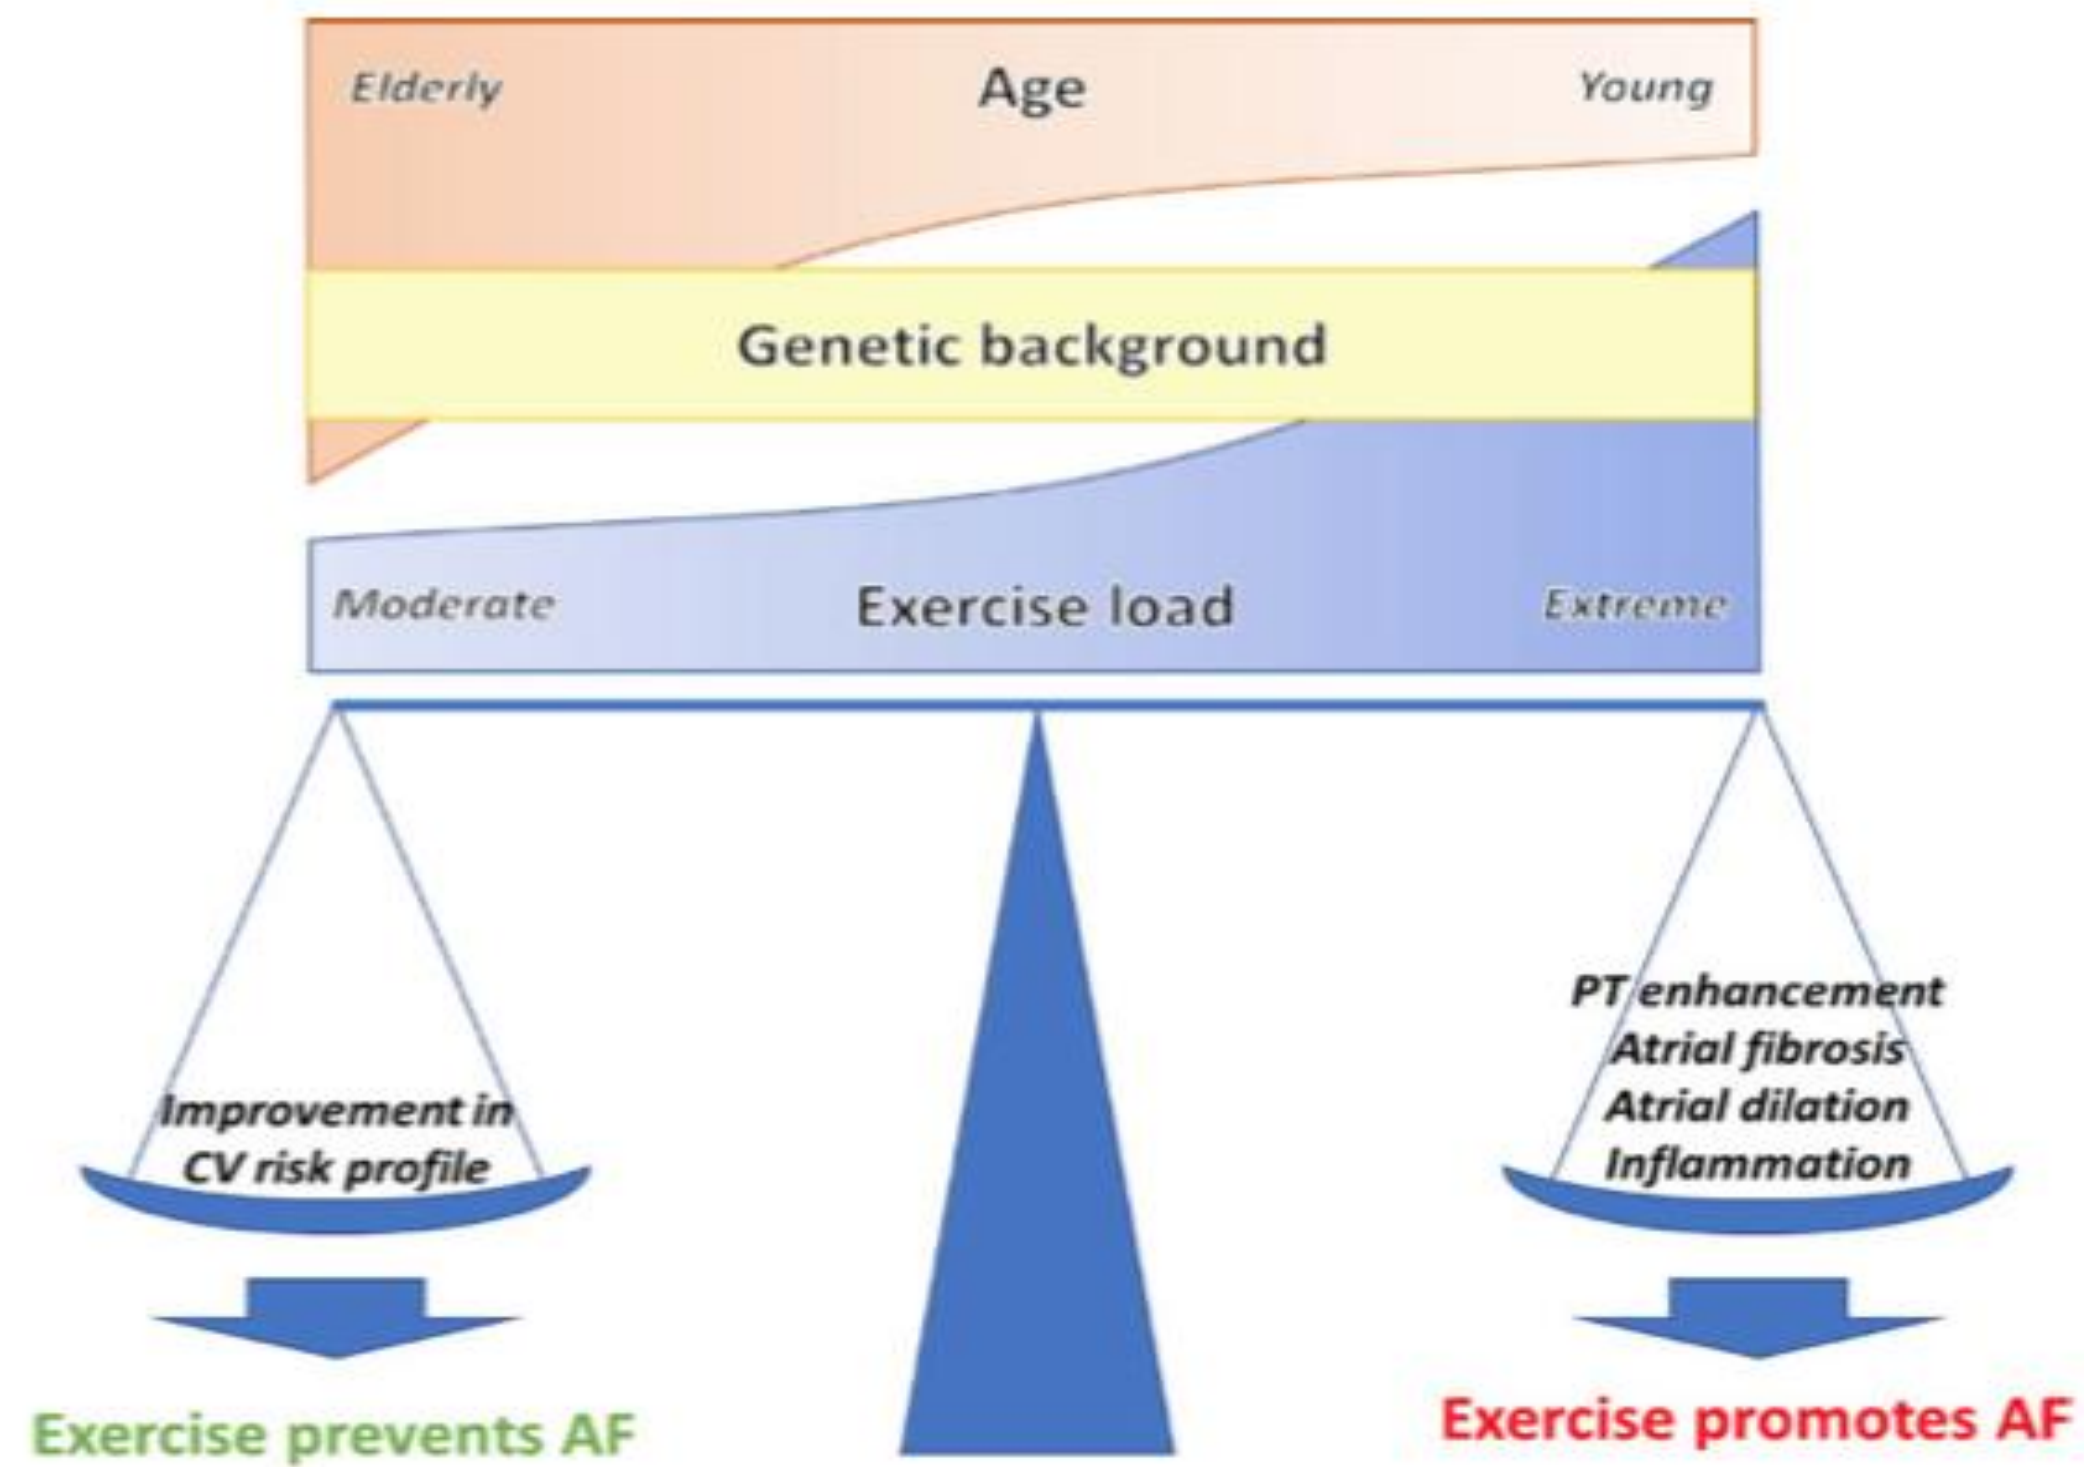 Elderly Age Young
Genetic background
Moderate Exercise load Extreme
PT enhancement
Atrial fibrosis
Improvement in Atrial dilation
CV risk profile Inflammation
Exercise prevents AF Exercise promotes AF